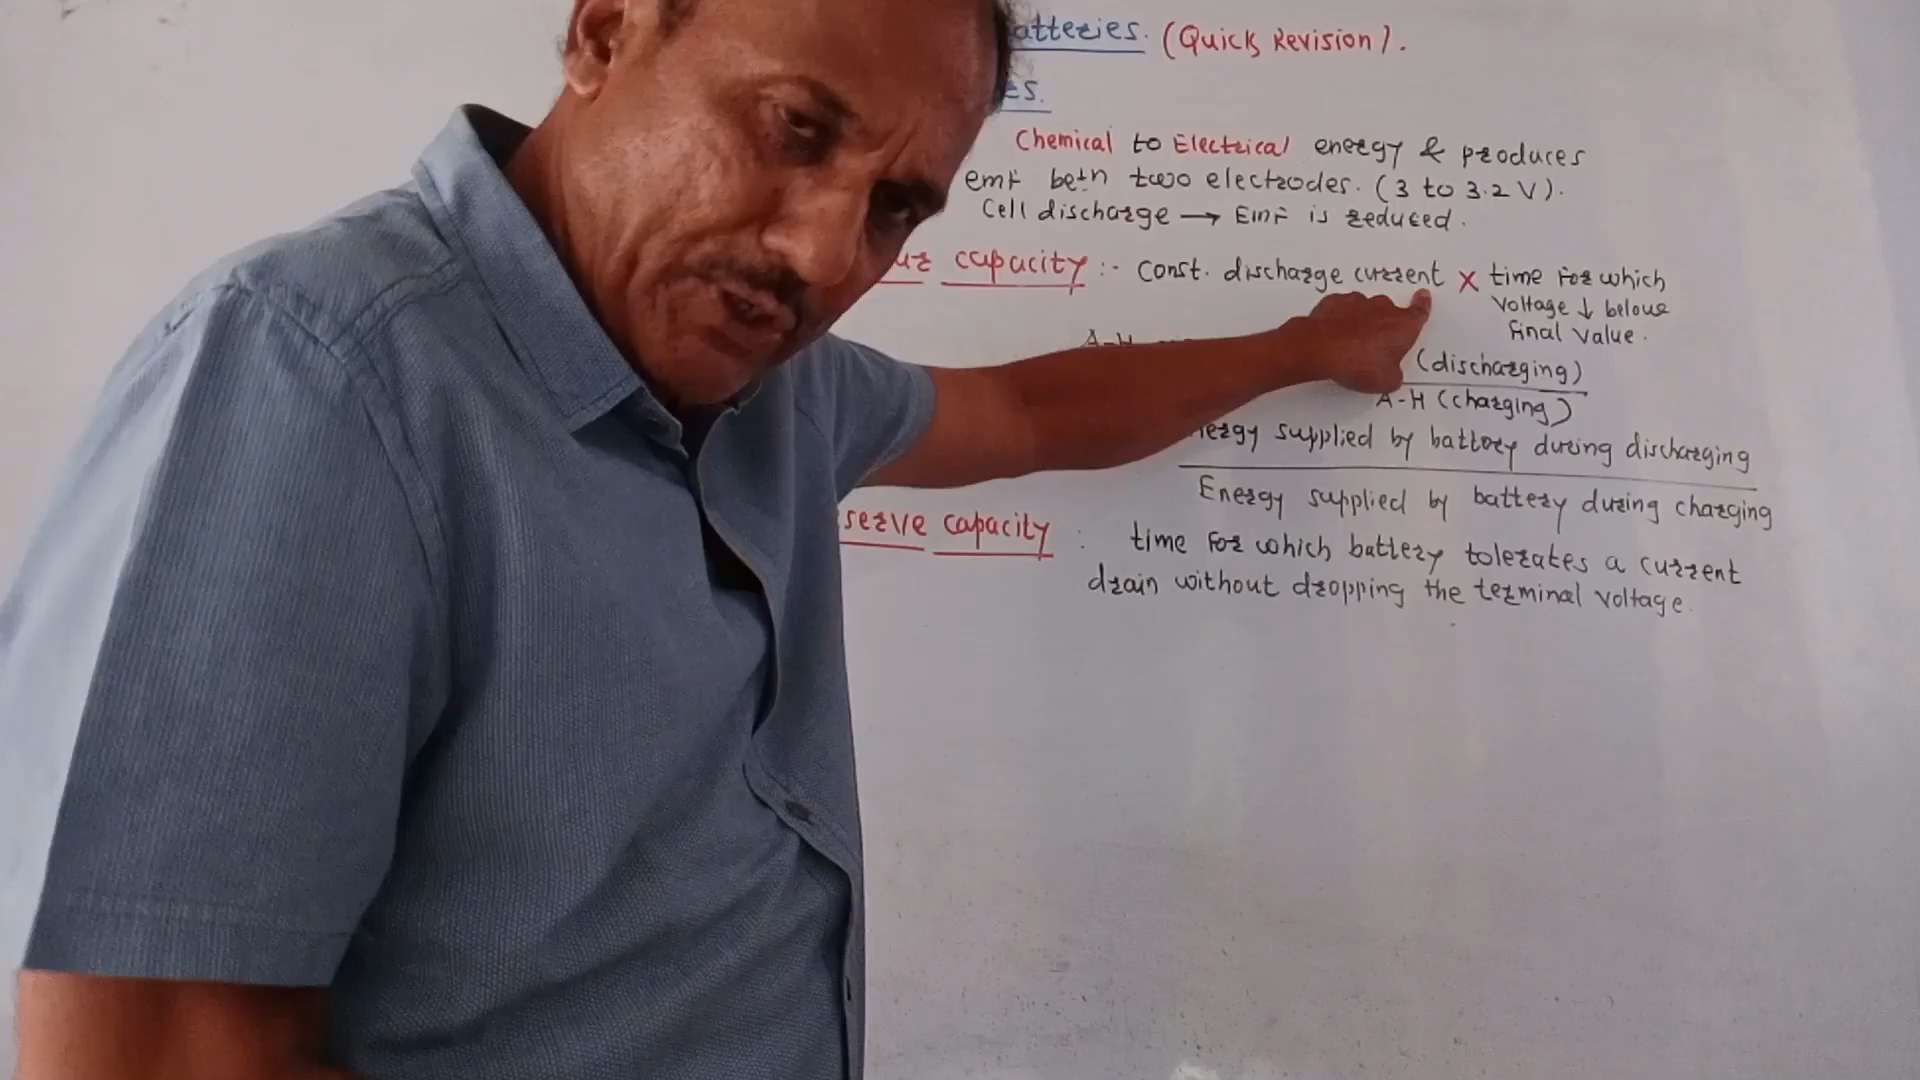 atteries. (Quick Revision).
es.
Chemical to Electrical energy & produces
emf betn two electrodes. (3 to 3.2 V).
Cell discharge → Emf is reduced.
ur capacity :- Const. discharge current × time for which
Voltage ↓ below
final value.
A-H
(discharging)
A-H (charging)
nergy supplied by battery during discharging
Energy supplied by battery during charging
serve capacity : time for which battery tolerates a current
drain without dropping the terminal voltage.